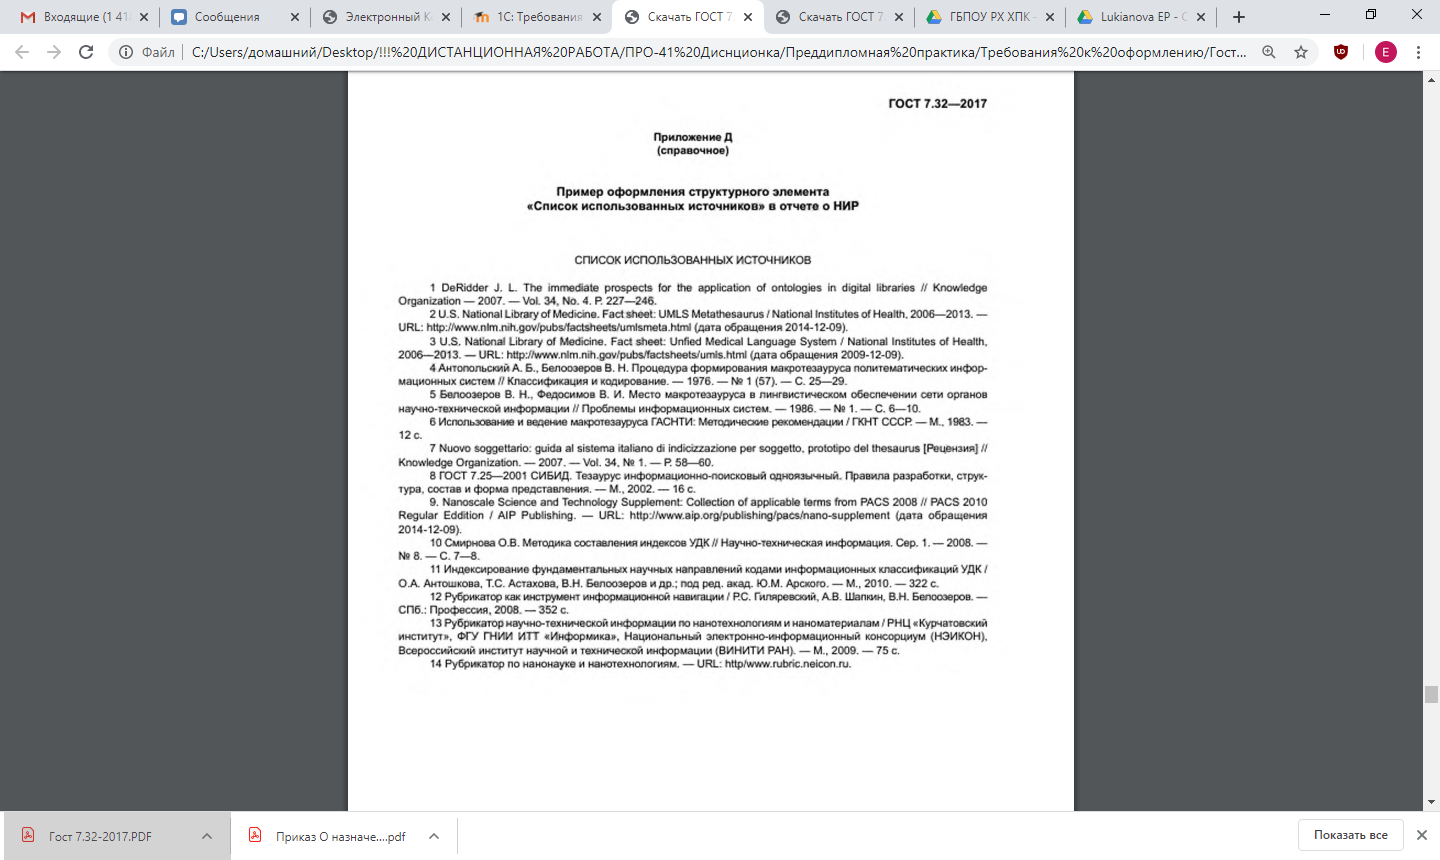 Входящие (1 41
Сообщения
Электронный К
1С: Требования
Скачать ГОСТ 7.
Скачать ГОСТ 7.
ГБПОУ РХ ХПК
Lukianova EP - C
Файл
C:/Users/домашний/Desktop/!!!%20ДИСТАНЦИОННАЯ%20РАБОТА/ПРО-41%20Диснционка/Преддипломная%20практика/Требования%20к%20оформлению/Гост...
E
ГОСТ 7.32—2017
Приложение Д
(справочное)
Пример оформления структурного элемента
«Список использованных источников» в отчете о НИР
СПИСОК ИСПОЛЬЗОВАННЫХ ИСТОЧНИКОВ
1 DeRidder J. L. The immediate prospects for the application of ontologies in digital libraries // Knowledge
Organization — 2007. — Vol. 34, No. 4. P. 227—246.
2 U.S. National Library of Medicine. Fact sheet: UMLS Metathesaurus / National Institutes of Health, 2006—2013. —
URL: http://www.nlm.nih.gov/pubs/factsheets/umlsmeta.html (дата обращения 2014-12-09).
3 U.S. National Library of Medicine. Fact sheet: Unfied Medical Language System / National Institutes of Health,
2006—2013. — URL: http://www.nlm.nih.gov/pubs/factsheets/umls.html (дата обращения 2009-12-09).
4 Антопольский А. Б., Белоозеров В. Н. Процедура формирования макротезауруса политематических инфор-
мационных систем // Классификация и кодирование. — 1976. — № 1 (57). — С. 25—29.
5 Белоозеров В. Н., Федосимов В. И. Место макротезауруса в лингвистическом обеспечении сети органов
научно-технической информации // Проблемы информационных систем. — 1986. — № 1. — С. 6—10.
6 Использование и ведение макротезауруса ГАСНТИ: Методические рекомендации / ГКНТ СССР. — М., 1983. —
12 с.
7 Nuovo soggettario: guida al sistema italiano di indicizzazione per soggetto, prototipo del thesaurus [Рецензия] //
Knowledge Organization. — 2007. — Vol. 34, № 1. — P. 58—60.
8 ГОСТ 7.25—2001 СИБИД. Тезаурус информационно-поисковый одноязычный. Правила разработки, струк-
тура, состав и форма представления. — М., 2002. — 16 с.
9. Nanoscale Science and Technology Supplement: Collection of applicable terms from PACS 2008 // PACS 2010
Regular Eddition / AIP Publishing. — URL: http://www.aip.org/publishing/pacs/nano-supplement (дата обращения
2014-12-09).
10 Смирнова О.В. Методика составления индексов УДК // Научно-техническая информация. Сер. 1. — 2008. —
№ 8. — С. 7—8.
11 Индексирование фундаментальных научных направлений кодами информационных классификаций УДК /
О.А. Антошкова, Т.С. Астахова, В.Н. Белоозеров и др.; под ред. акад. Ю.М. Арского. — М., 2010. — 322 с.
12 Рубрикатор как инструмент информационной навигации / Р.С. Гиляревский, А.В. Шапкин, В.Н. Белоозеров. —
СПб.: Профессия, 2008. — 352 с.
13 Рубрикатор научно-технической информации по нанотехнологиям и наноматериалам / РНЦ «Курчатовский
институт», ФГУ ГНИИ ИТТ «Информика», Национальный электронно-информационный консорциум (НЭИКОН),
Всероссийский институт научной и технической информации (ВИНИТИ РАН). — М., 2009. — 75 с.
14 Рубрикатор по нанонауке и нанотехнологиям. — URL: http/www.rubric.neicon.ru.
Гост 7.32-2017.PDF
Приказ О назначе....pdf
Показать все